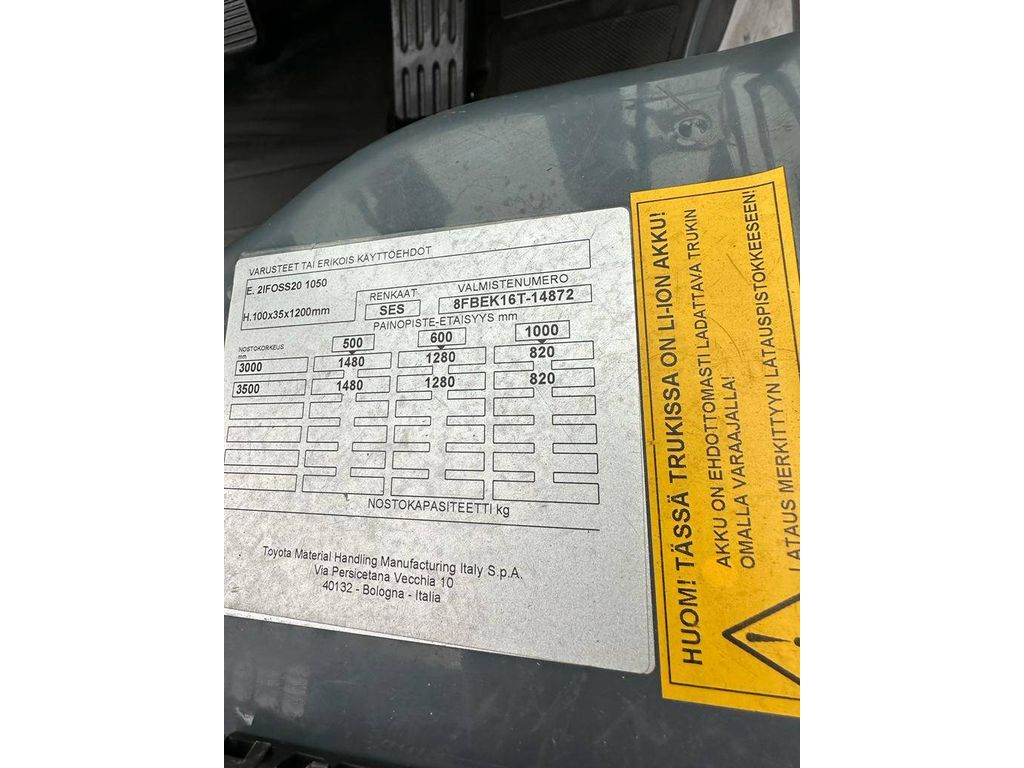 VARUSTEET TAI ERIKOIS KÄYTTÖEHDOT
E. 2IFOSS20 1050
H.100x35x1200mm
RENKAAT VALMISTENUMERO
SES 8FBEK16T-14872
PAINOPISTE-ETAISYYS mm
NOSTOKORKEUS mm 500 600 1000
3000 1480 1280 820
3500 1480 1280 820
NOSTOKAPASITEETTI kg
Toyota Material Handling Manufacturing Italy S.p.A.
Via Persicetana Vecchia 10
40132 - Bologna - Italia
HUOM! TÄSSÄ TRUKISSA ON LI-ION AKKU!
AKKU ON EHDOTTOMASTI LADATTAVA TRUKIN
OMALLA VARAAJALLA!
LATAUS MERKITTYYN LATAUSPISTOKKEESEEN!